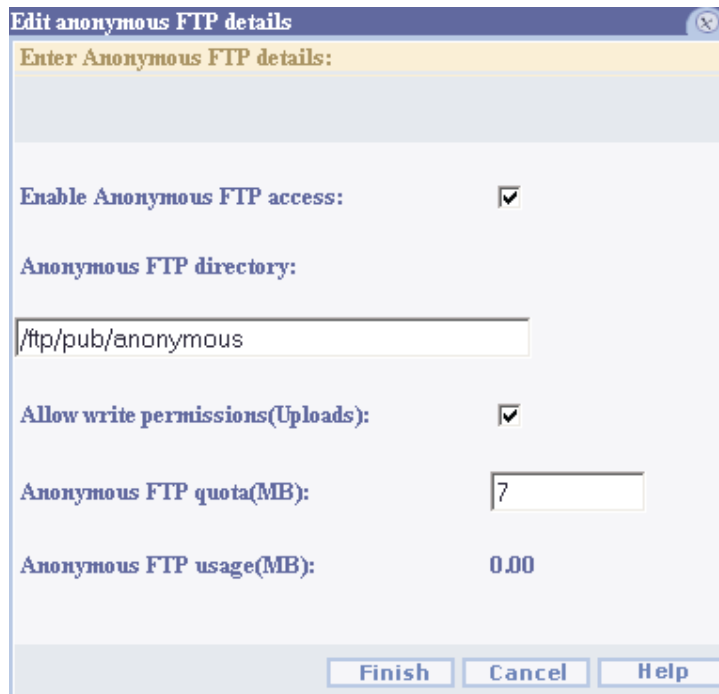 Edit anonymous FTP details
Enter Anonymous FTP details:
Enable Anonymous FTP access:
Anonymous FTP directory:
/ftp/pub/anonymous
Allow write permissions(Uploads):
Anonymous FTP quota(MB): 7
Anonymous FTP usage(MB): 0.00
Finish Cancel Help